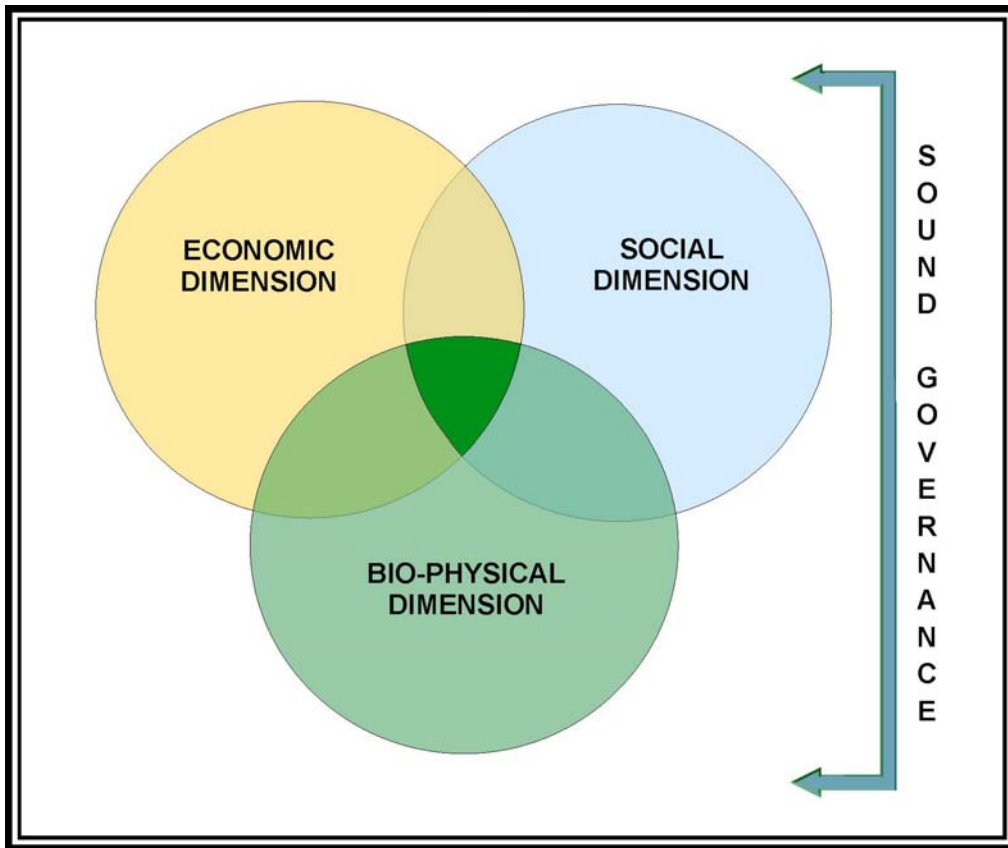 ECONOMIC
DIMENSION
SOCIAL
DIMENSION
BIO-PHYSICAL
DIMENSION
SOUND GOVERNANCE